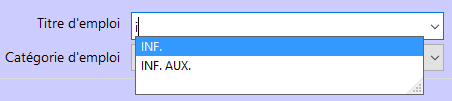 Titre d'emploi i
INF.
Catégorie d'emploi
INF. AUX.